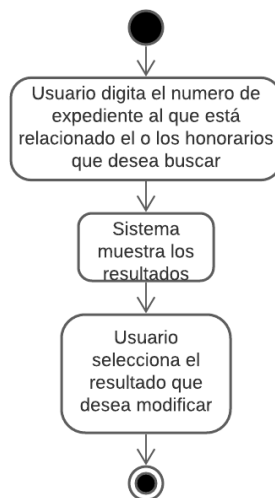 Usuario digita el numero de
expediente al que está
relacionado el o los honorarios
que desea buscar
Sistema
muestra los
resultados
Usuario
selecciona el
resultado que
desea modificar